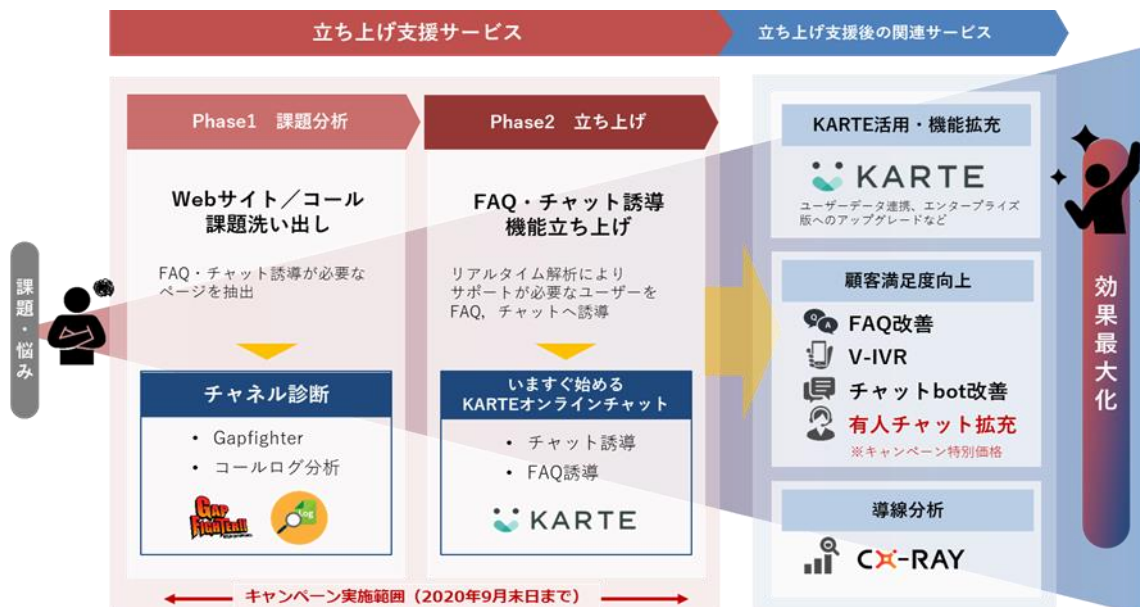 立ち上げ支援サービス
立ち上げ支援後の関連サービス
課題・悩み
Phase1 課題分析
Webサイト／コール
課題洗い出し
FAQ・チャット誘導が必要な
ページを抽出
チャネル診断
• Gapfighter
• コールログ分析
GAP
FIGHTER!!
Log
Phase2 立ち上げ
FAQ・チャット誘導
機能立ち上げ
リアルタイム解析により
サポートが必要なユーザーを
FAQ，チャットへ誘導
いますぐ始める
KARTEオンラインチャット
• チャット誘導
• FAQ誘導
KARTE
キャンペーン実施範囲（2020年9月末日まで）
KARTE活用・機能拡充
KARTE
ユーザーデータ連携、エンタープライズ
版へのアップグレードなど
顧客満足度向上
Q
A
FAQ改善
V-IVR
チャットbot改善
有人チャット拡充
※キャンペーン特別価格
導線分析
CX-RAY
効果最大化